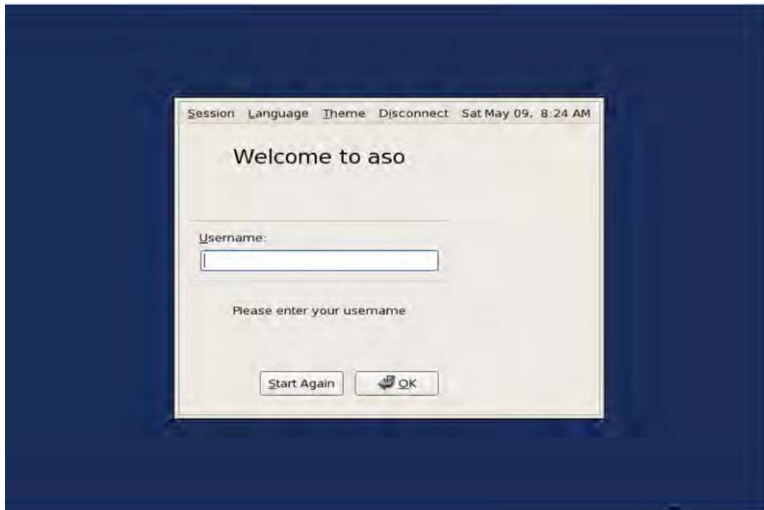 Session Language Theme Disconnect Sat May 09, 8:24 AM
Welcome to aso
Username:
Please enter your username
Start Again OK